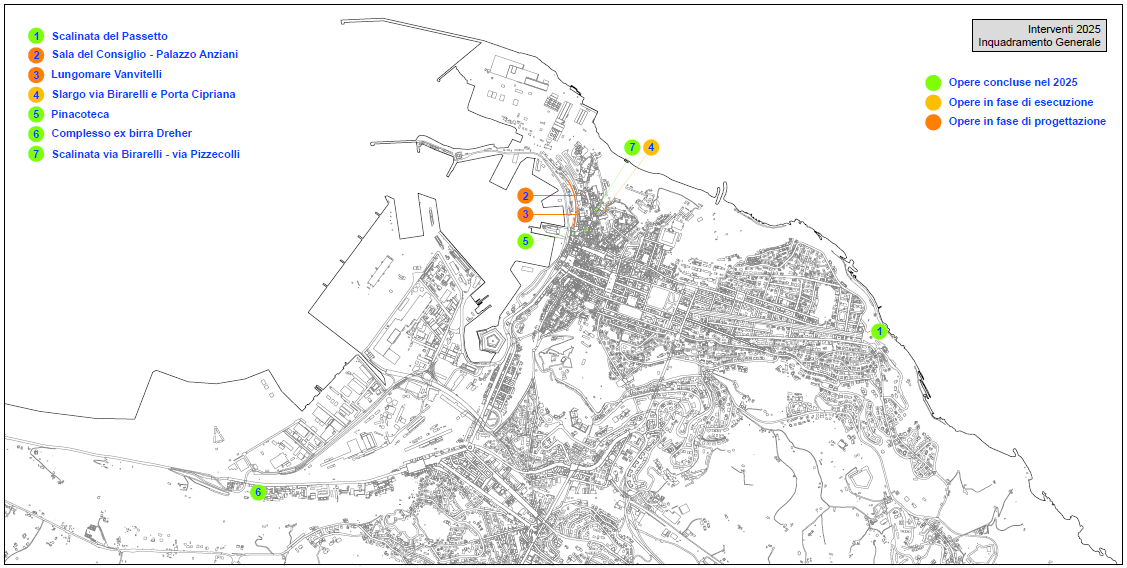 1 Scalinata del Passetto
2 Sala del Consiglio - Palazzo Anziani
3 Lungomare Vanvitelli
4 Slargo via Birarelli e Porta Cipriana
5 Pinacoteca
6 Complesso ex birra Dreher
7 Scalinata via Birarelli - via Pizzecolli
Interventi 2025
Inquadramento Generale
Opere concluse nel 2025
Opere in fase di esecuzione
Opere in fase di progettazione
7 4
2
3
5
1
6